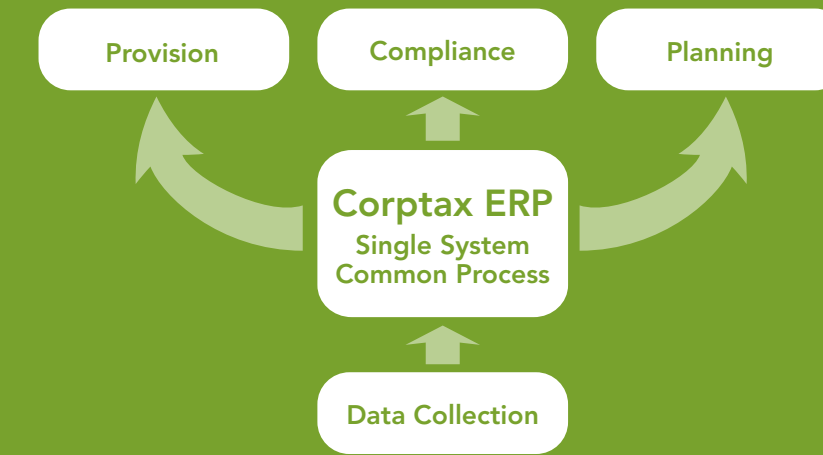 Provision
Compliance
Planning
Corptax ERP
Single System
Common Process
Data Collection